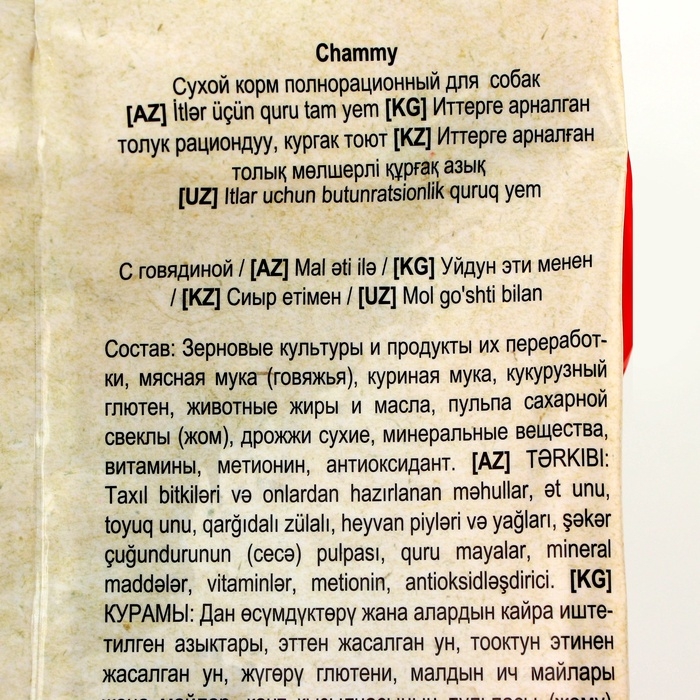 Chammy
Сухой корм полнорационный для собак
[AZ] İtlər üçün quru tam yem [KG] Иттерге арналган
толук рациондуу, кургак тоют [KZ] Иттерге арналған
толық мөлшерлі құрғақ азық
[UZ] Itlar uchun butunratsionlik quruq yem
С говядиной / [AZ] Mal əti ilə / [KG] Уйдун эти менен
/ [KZ] Сиыр етімен / [UZ] Mol go'shti bilan
Состав: Зерновые культуры и продукты их переработ-
ки, мясная мука (говяжья), куриная мука, кукурузный
глютен, животные жиры и масла, пульпа сахарной
свеклы (жом), дрожжи сухие, минеральные вещества,
витамины, метионин, антиоксидант. [AZ] TƏRKIBI:
Taxıl bitkiləri və onlardan hazırlanan məhullar, ət unu,
toyuq unu, qarğıdalı zülalı, heyvan piyləri və yağları, şəkər
çuğundurunun (cecə) pulpası, quru mayalar, mineral
maddələr, vitaminlər, metionin, antioksidləşdirici. [KG]
КУРАМЫ: Дан өсүмдүктөрү жана алардын кайра иште-
тилген азыктары, эттен жасалган ун, тооктун этинен
жасалган ун, жүгөрү глютени, малдын ич майлары